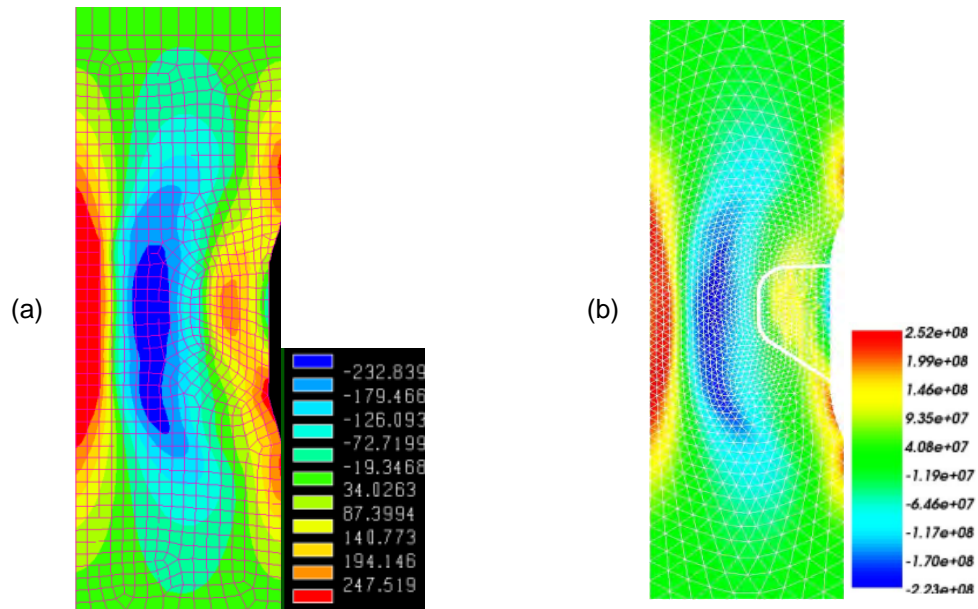 (a)
-232.839
-179.466
-126.093
-72.7199
-19.3468
34.0263
87.3994
140.773
194.146
247.519
(b)
2.52e+08
1.99e+08
1.46e+08
9.35e+07
4.08e+07
-1.19e+07
-6.46e+07
-1.17e+08
-1.70e+08
-2.23e+08